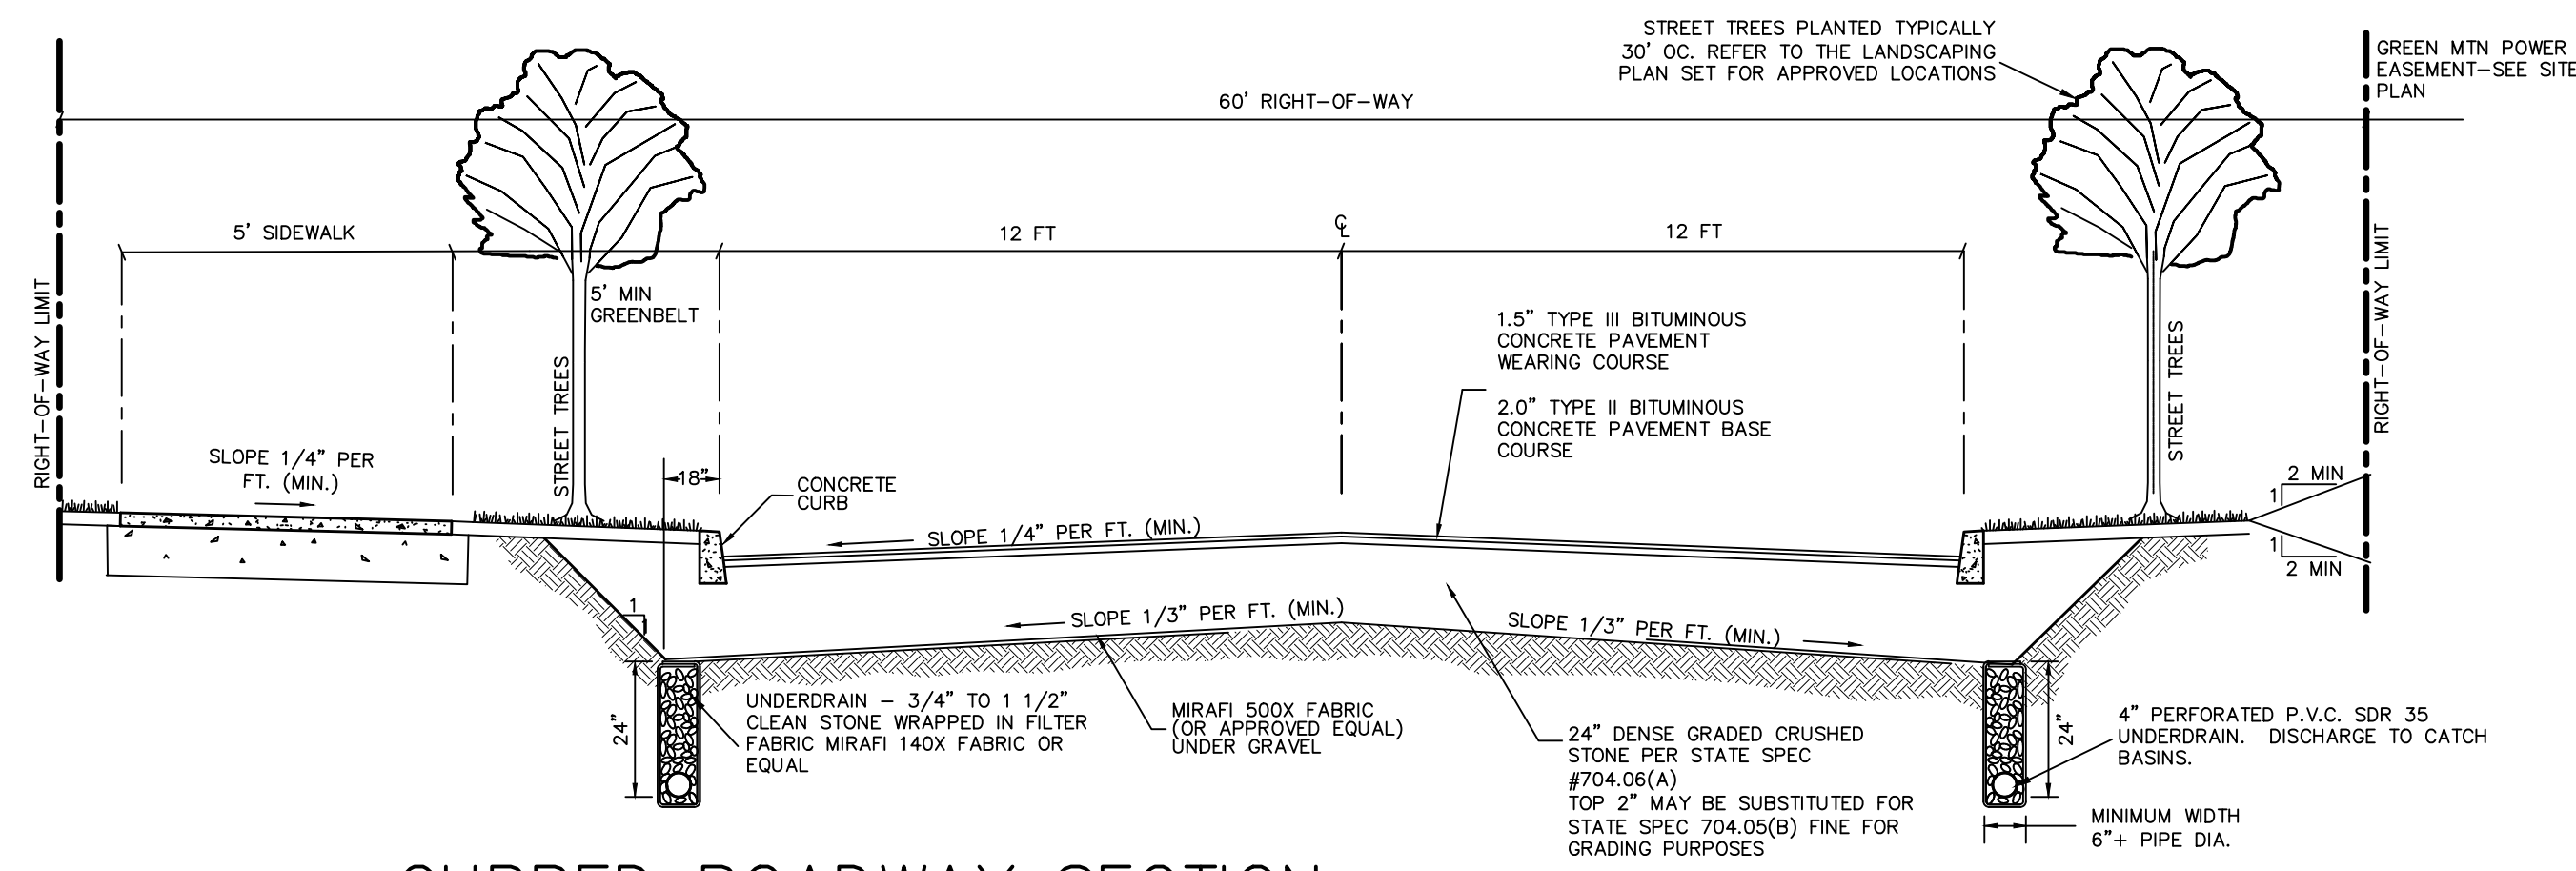 STREET TREES PLANTED TYPICALLY
30' OC. REFER TO THE LANDSCAPING
PLAN SET FOR APPROVED LOCATIONS
GREEN MTN POWER
EASEMENT-SEE SITE
PLAN
60' RIGHT-OF-WAY
5' SIDEWALK
12 FT
℄
12 FT
RIGHT-OF-WAY LIMIT
5' MIN
GREENBELT
STREET TREES
1.5" TYPE III BITUMINOUS
CONCRETE PAVEMENT
WEARING COURSE
2.0" TYPE II BITUMINOUS
CONCRETE PAVEMENT BASE
COURSE
STREET TREES
RIGHT-OF-WAY LIMIT
SLOPE 1/4" PER
FT. (MIN.)
18"
CONCRETE
CURB
SLOPE 1/4" PER FT. (MIN.)
2 MIN
1
1
2 MIN
1
1
SLOPE 1/3" PER FT. (MIN.)
SLOPE 1/3" PER FT. (MIN.)
24"
UNDERDRAIN - 3/4" TO 1 1/2"
CLEAN STONE WRAPPED IN FILTER
FABRIC MIRAFI 140X FABRIC OR
EQUAL
MIRAFI 500X FABRIC
(OR APPROVED EQUAL)
UNDER GRAVEL
24" DENSE GRADED CRUSHED
STONE PER STATE SPEC
#704.06(A)
TOP 2" MAY BE SUBSTITUTED FOR
STATE SPEC 704.05(B) FINE FOR
GRADING PURPOSES
24"
4" PERFORATED P.V.C. SDR 35
UNDERDRAIN. DISCHARGE TO CATCH
BASINS.
MINIMUM WIDTH
6"+ PIPE DIA.
CURBED ROADWAY SECTION